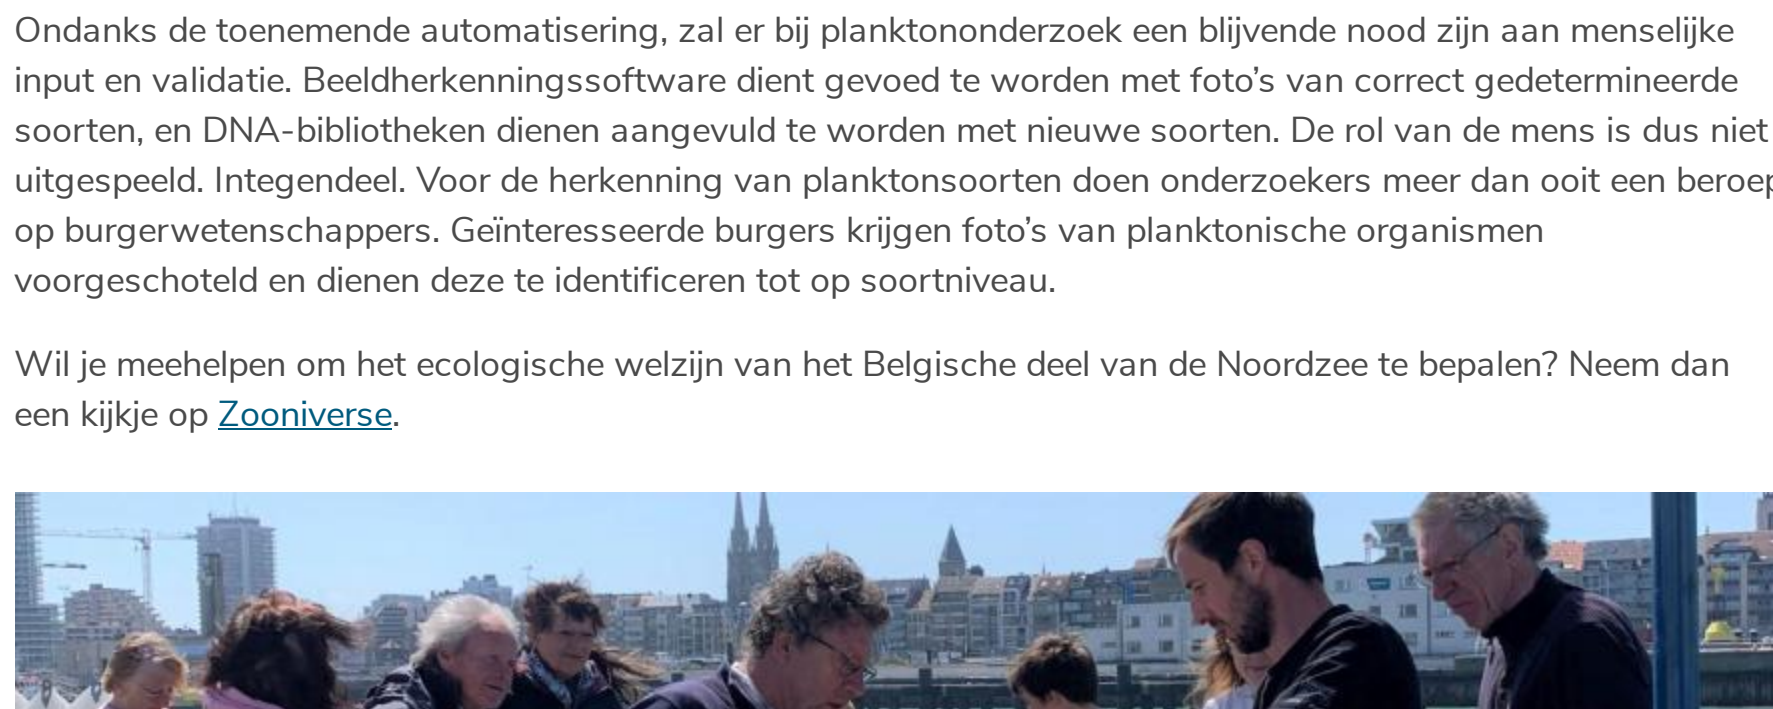 Ondanks de toenemende automatisering, zal er bij planktononderzoek een blijvende nood zijn aan menselijke
input en validatie. Beeldherkenningssoftware dient gevoed te worden met foto’s van correct gedetermineerde
soorten, en DNA-bibliotheken dienen aangevuld te worden met nieuwe soorten. De rol van de mens is dus niet
uitgespeeld. Integendeel. Voor de herkenning van planktonsoorten doen onderzoekers meer dan ooit een beroep
op burgerwetenschappers. Geïnteresseerde burgers krijgen foto’s van planktonische organismen
voorgeschoteld en dienen deze te identificeren tot op soortniveau.
Wil je meehelpen om het ecologische welzijn van het Belgische deel van de Noordzee te bepalen? Neem dan
een kijkje op Zooniverse.